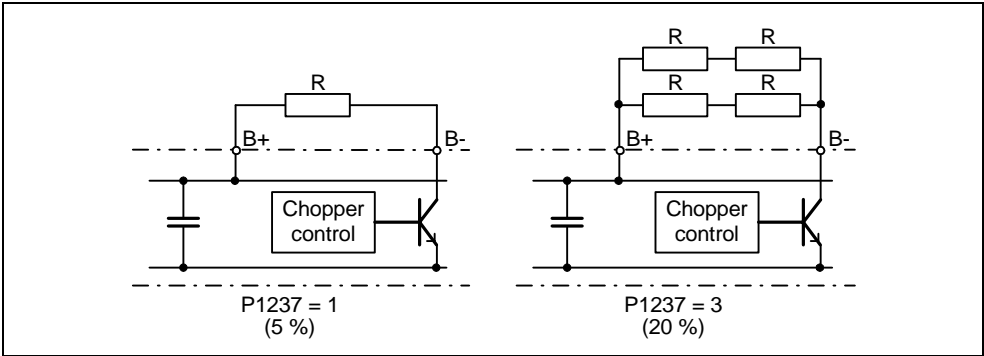 R
B+ B-
Chopper
control
P1237 = 1
(5 %)
R R
R R
B+ B-
Chopper
control
P1237 = 3
(20 %)